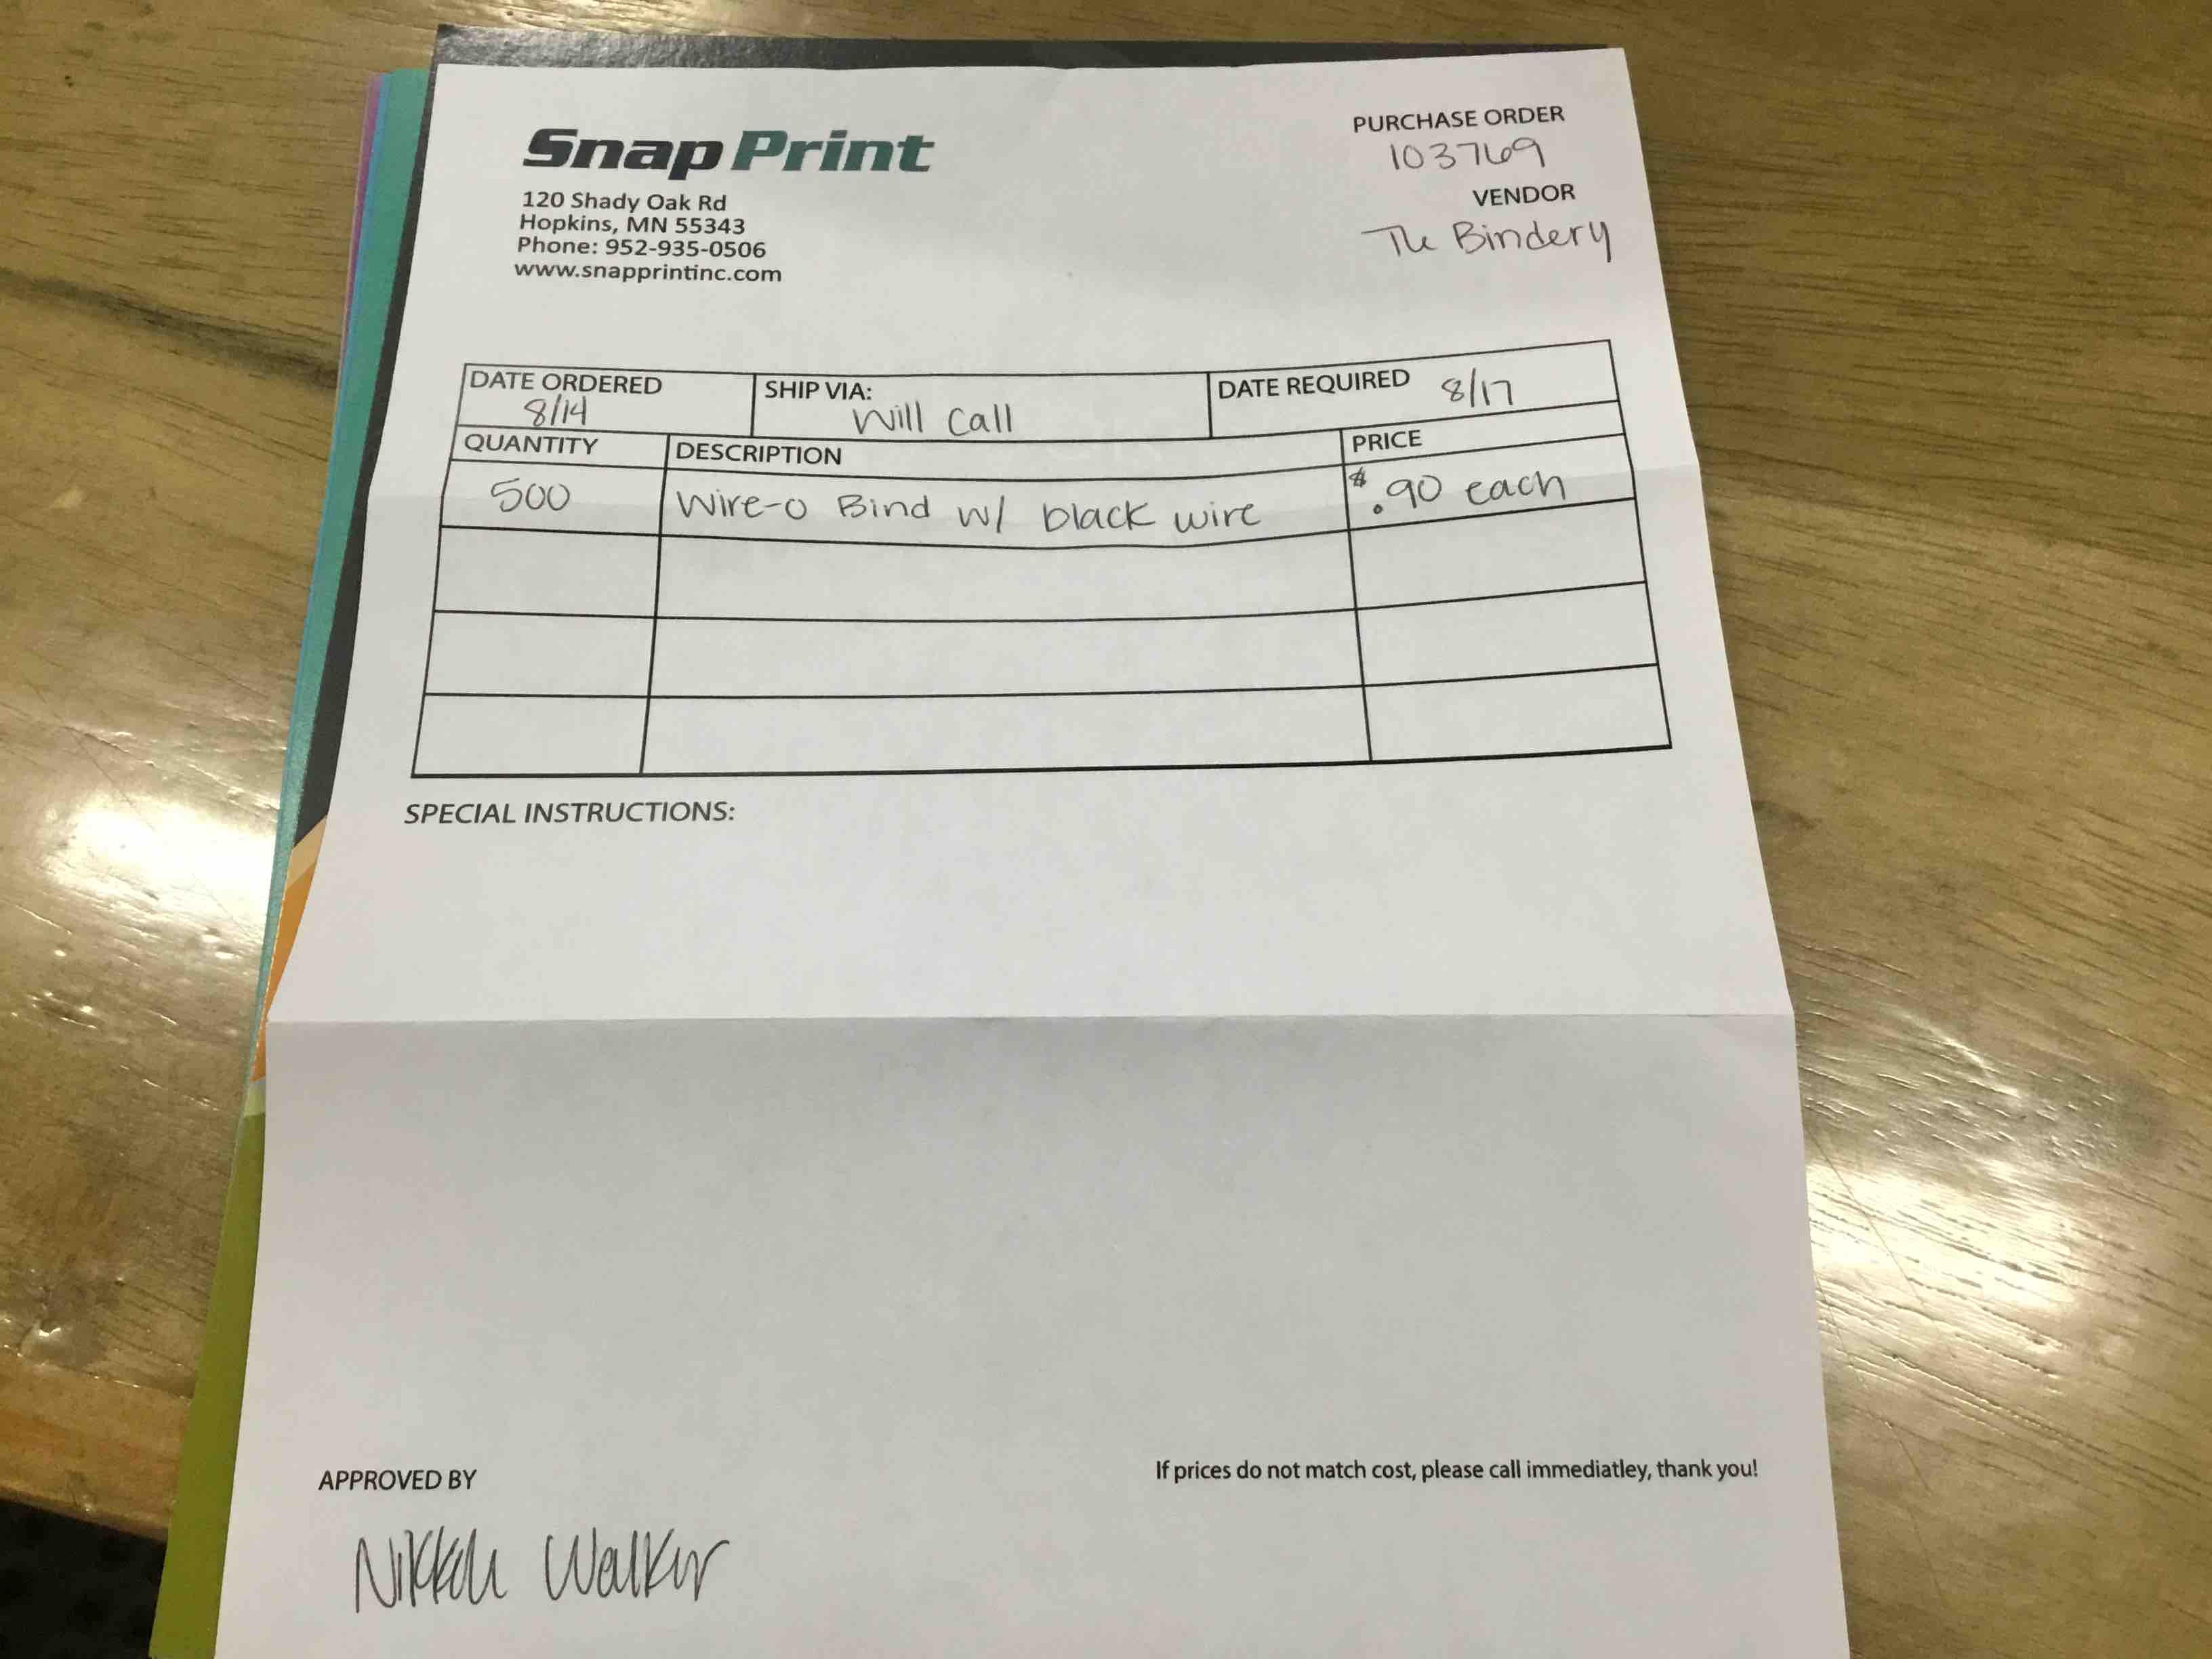 Snap Print
120 Shady Oak Rd
Hopkins, MN 55343
Phone: 952-935-0506
www.snapprintinc.com
PURCHASE ORDER
103769
VENDOR
The Bindery
DATE ORDERED
8/14
SHIP VIA:
Will Call
DATE REQUIRED 8/17
QUANTITY DESCRIPTION PRICE
500 Wire-O Bind w/ black wire $.90 each
SPECIAL INSTRUCTIONS:
APPROVED BY
If prices do not match cost, please call immediatley, thank you!
Walker